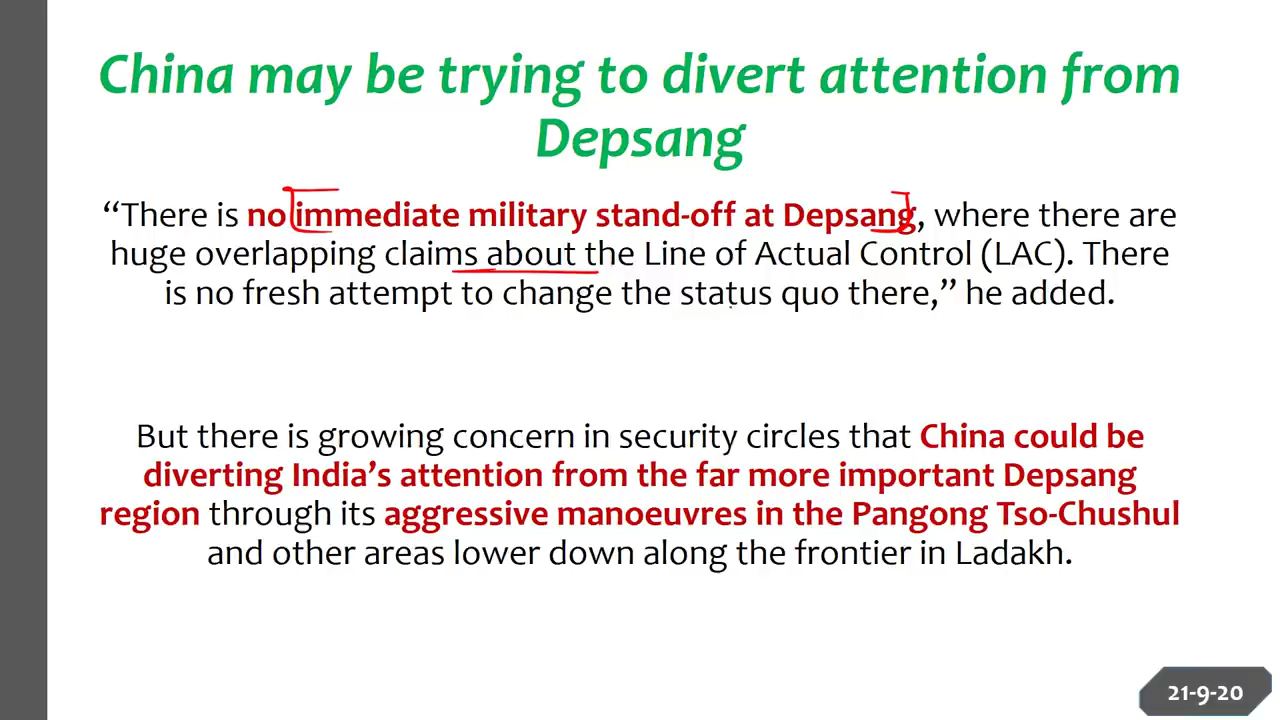 China may be trying to divert attention from
Depsang
“There is no immediate military stand-off at Depsang, where there are
huge overlapping claims about the Line of Actual Control (LAC). There
is no fresh attempt to change the status quo there,” he added.
But there is growing concern in security circles that China could be
diverting India’s attention from the far more important Depsang
region through its aggressive manoeuvres in the Pangong Tso-Chushul
and other areas lower down along the frontier in Ladakh.
21-9-20